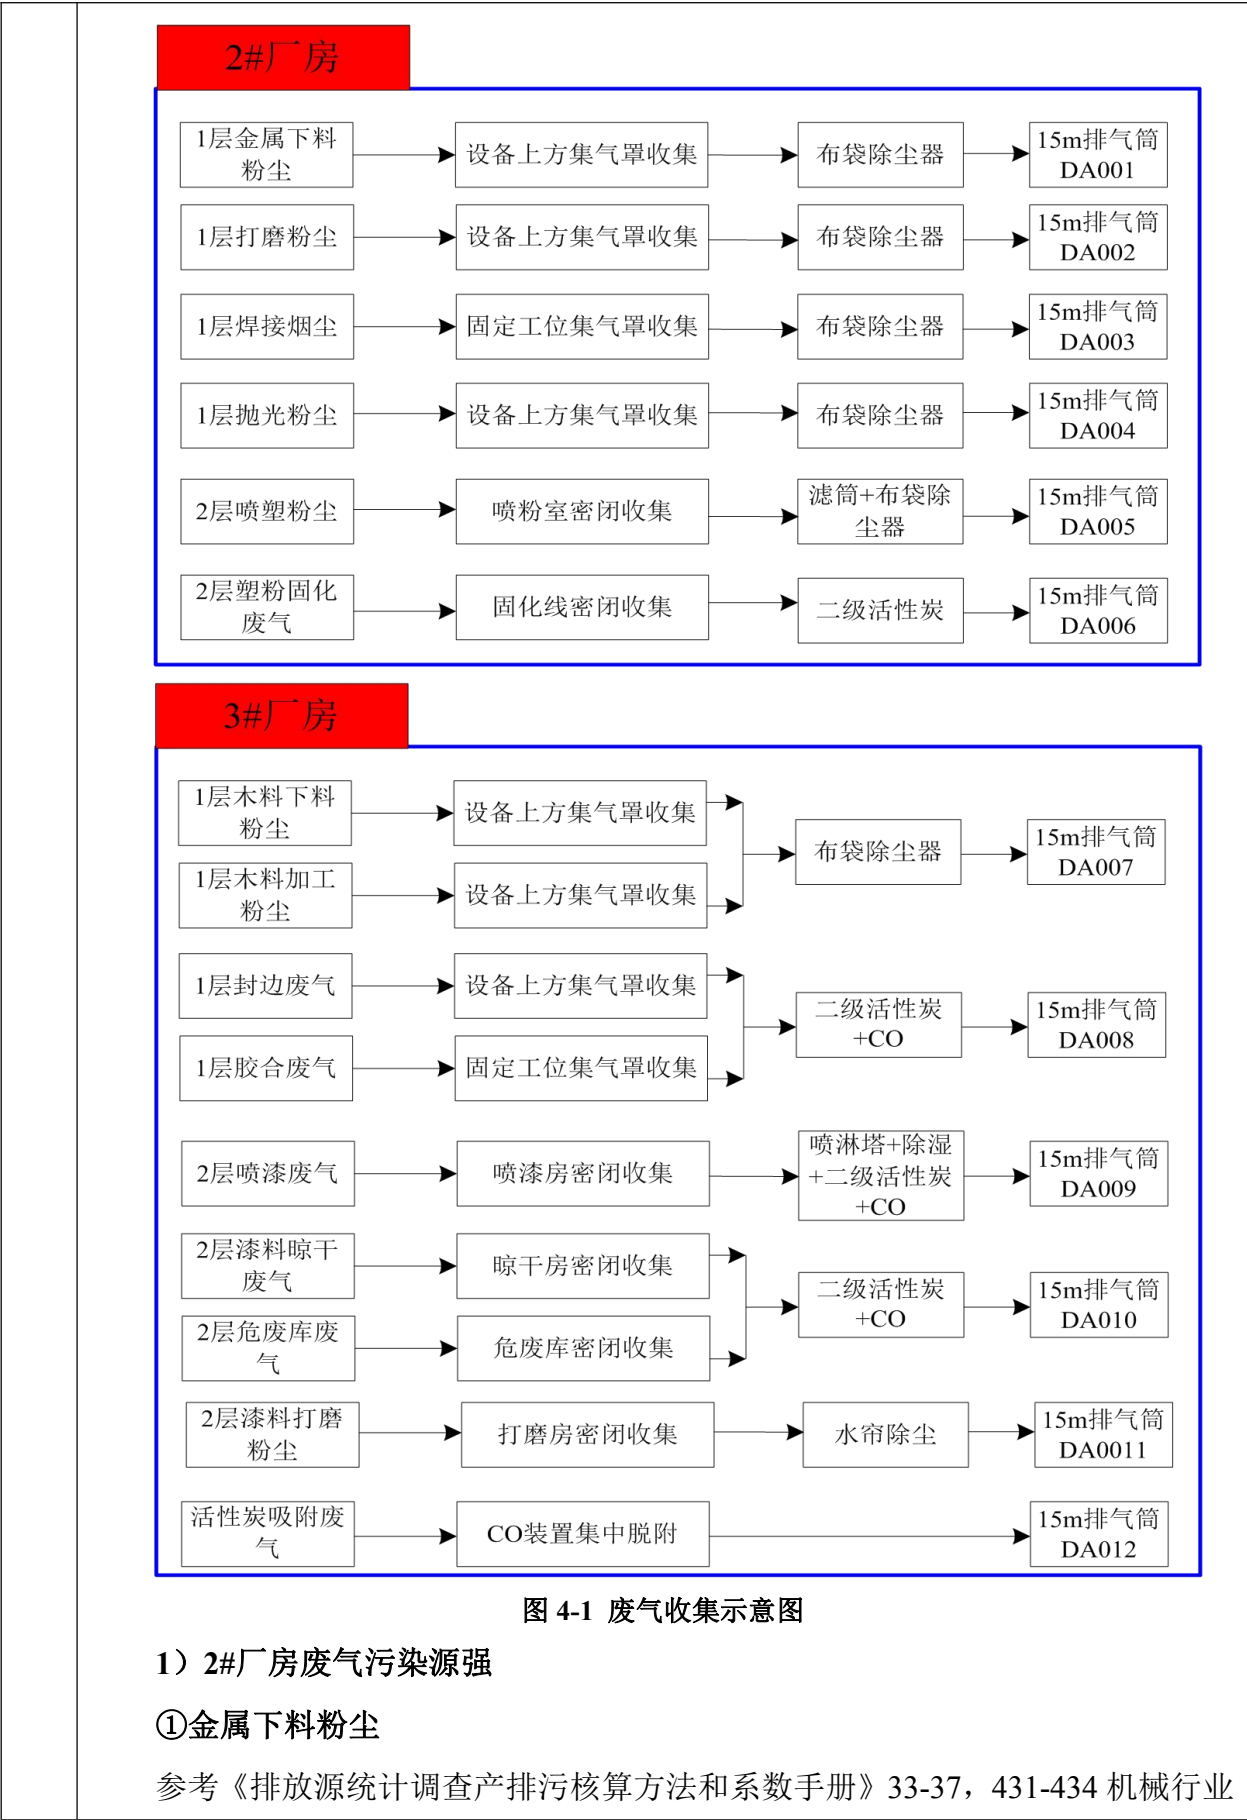 2#厂房
1层金属下料
粉尘
设备上方集气罩收集
布袋除尘器
15m排气筒
DA001
1层打磨粉尘
设备上方集气罩收集
布袋除尘器
15m排气筒
DA002
1层焊接烟尘
固定工位集气罩收集
布袋除尘器
15m排气筒
DA003
1层抛光粉尘
设备上方集气罩收集
布袋除尘器
15m排气筒
DA004
2层喷塑粉尘
喷粉室密闭收集
滤筒+布袋除
尘器
15m排气筒
DA005
2层塑粉固化
废气
固化线密闭收集
二级活性炭
15m排气筒
DA006
3#厂房
1层木料下料
粉尘
设备上方集气罩收集
1层木料加工
粉尘
设备上方集气罩收集
布袋除尘器
15m排气筒
DA007
1层封边废气
设备上方集气罩收集
1层胶合废气
固定工位集气罩收集
二级活性炭
+CO
15m排气筒
DA008
2层喷漆废气
喷漆房密闭收集
喷淋塔+除湿
+二级活性炭
+CO
15m排气筒
DA009
2层漆料晾干
废气
晾干房密闭收集
2层危废库废
气
危废库密闭收集
二级活性炭
+CO
15m排气筒
DA010
2层漆料打磨
粉尘
打磨房密闭收集
水帘除尘
15m排气筒
DA0011
活性炭吸附废
气
CO装置集中脱附
15m排气筒
DA012
图 4-1 废气收集示意图
1）2#厂房废气污染源强
①金属下料粉尘
参考《排放源统计调查产排污核算方法和系数手册》33-37，431-434 机械行业